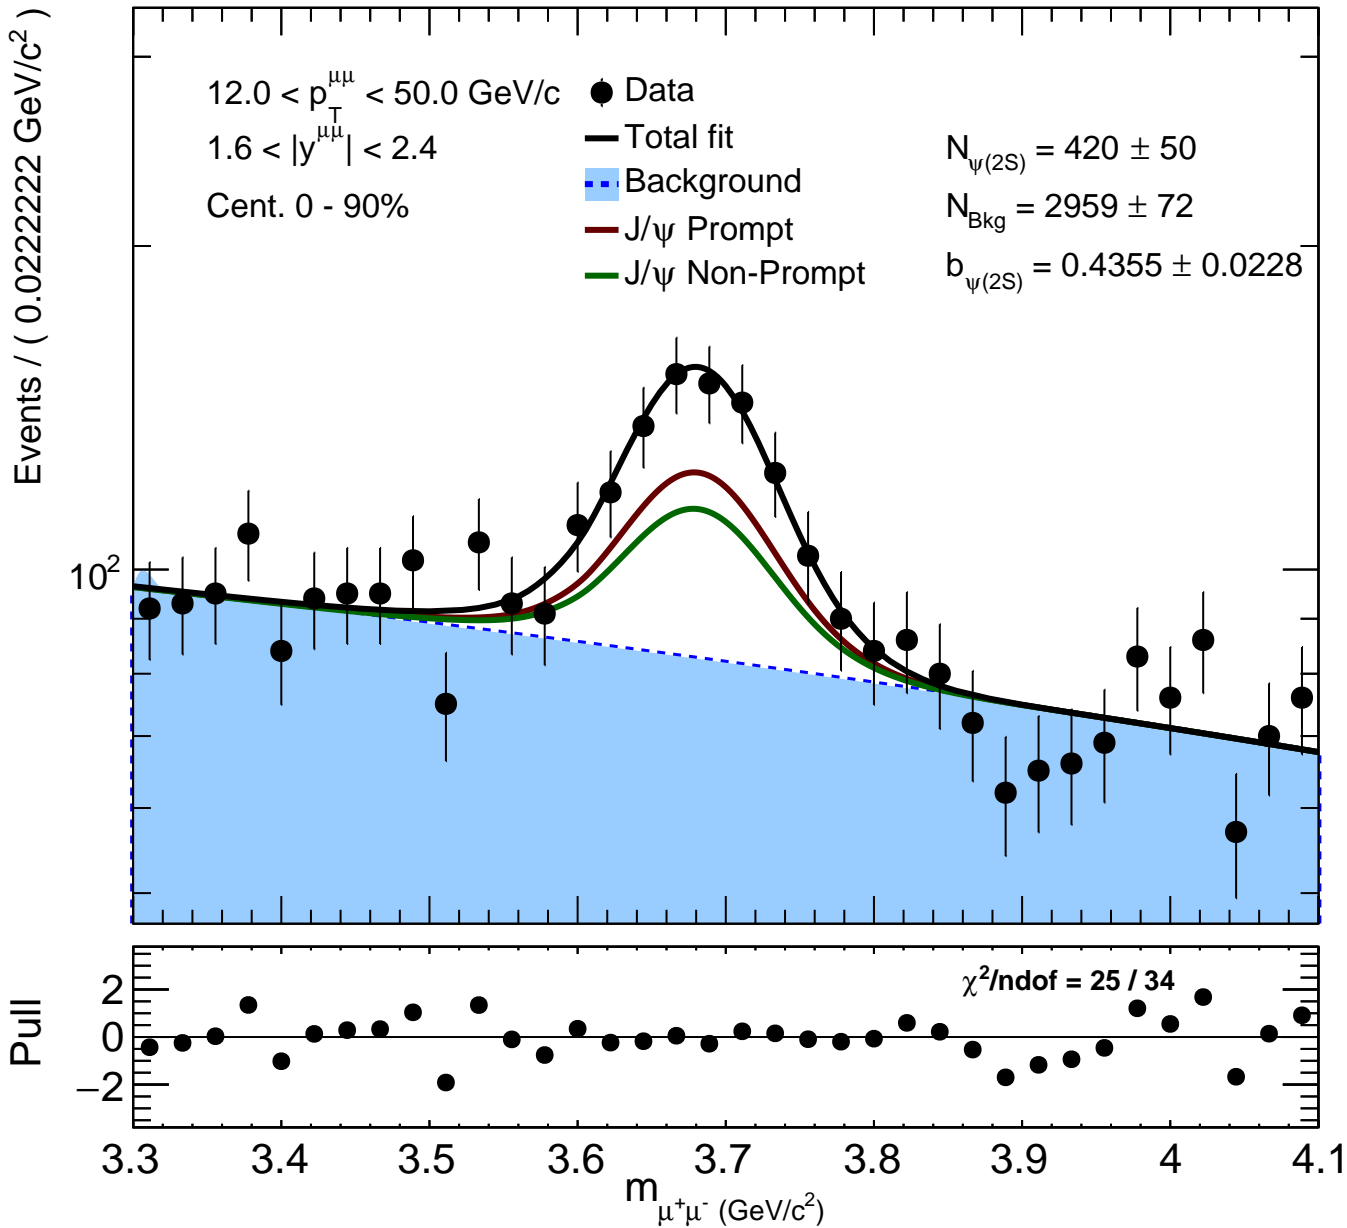 Events / ( 0.0222222 GeV/c²)
12.0 < p_T^μμ < 50.0 GeV/c
1.6 < |y^μμ| < 2.4
Cent. 0 - 90%
Data
Total fit
Background
J/ψ Prompt
J/ψ Non-Prompt
N_ψ(2S) = 420 ± 50
N_Bkg = 2959 ± 72
b_ψ(2S) = 0.4355 ± 0.0228
10²
Pull
χ²/ndof = 25 / 34
2
0
−2
3.3 3.4 3.5 3.6 3.7 3.8 3.9 4 4.1
m_μ⁺μ⁻ (GeV/c²)